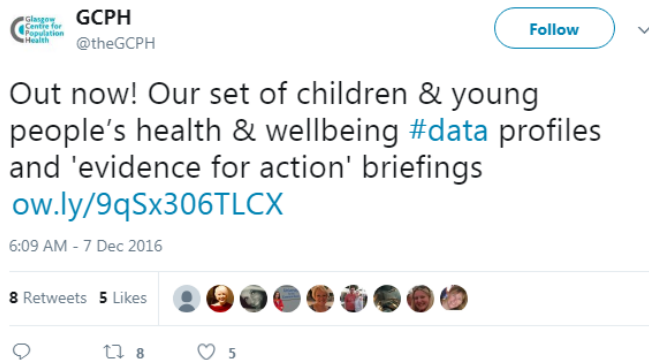 Glasgow
Centre for
Population
Health
GCPH
@theGCPH
Follow
Out now! Our set of children & young
people's health & wellbeing #data profiles
and 'evidence for action' briefings
ow.ly/9qSx306TLCX
6:09 AM - 7 Dec 2016
8 Retweets 5 Likes
8 5